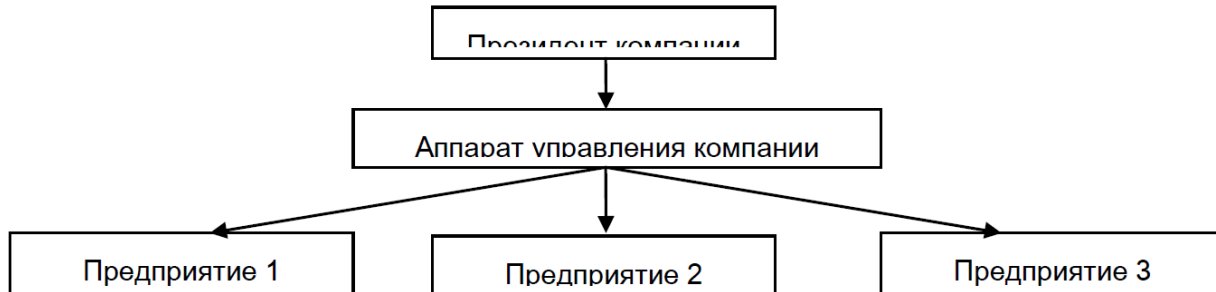 Президент компании
Аппарат управления компании
Предприятие 1
Предприятие 2
Предприятие 3